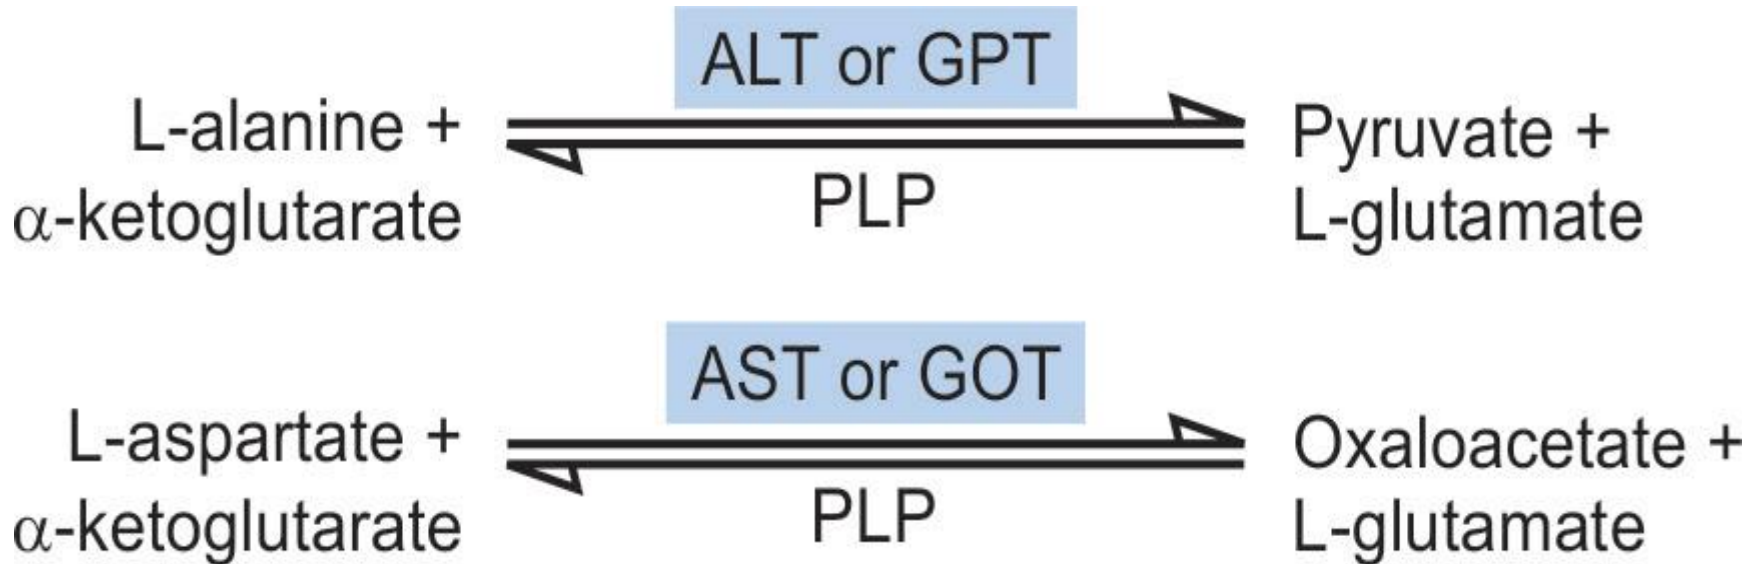 ALT or GPT
L-alanine +
α-ketoglutarate
PLP
Pyruvate +
L-glutamate
AST or GOT
L-aspartate +
α-ketoglutarate
PLP
Oxaloacetate +
L-glutamate